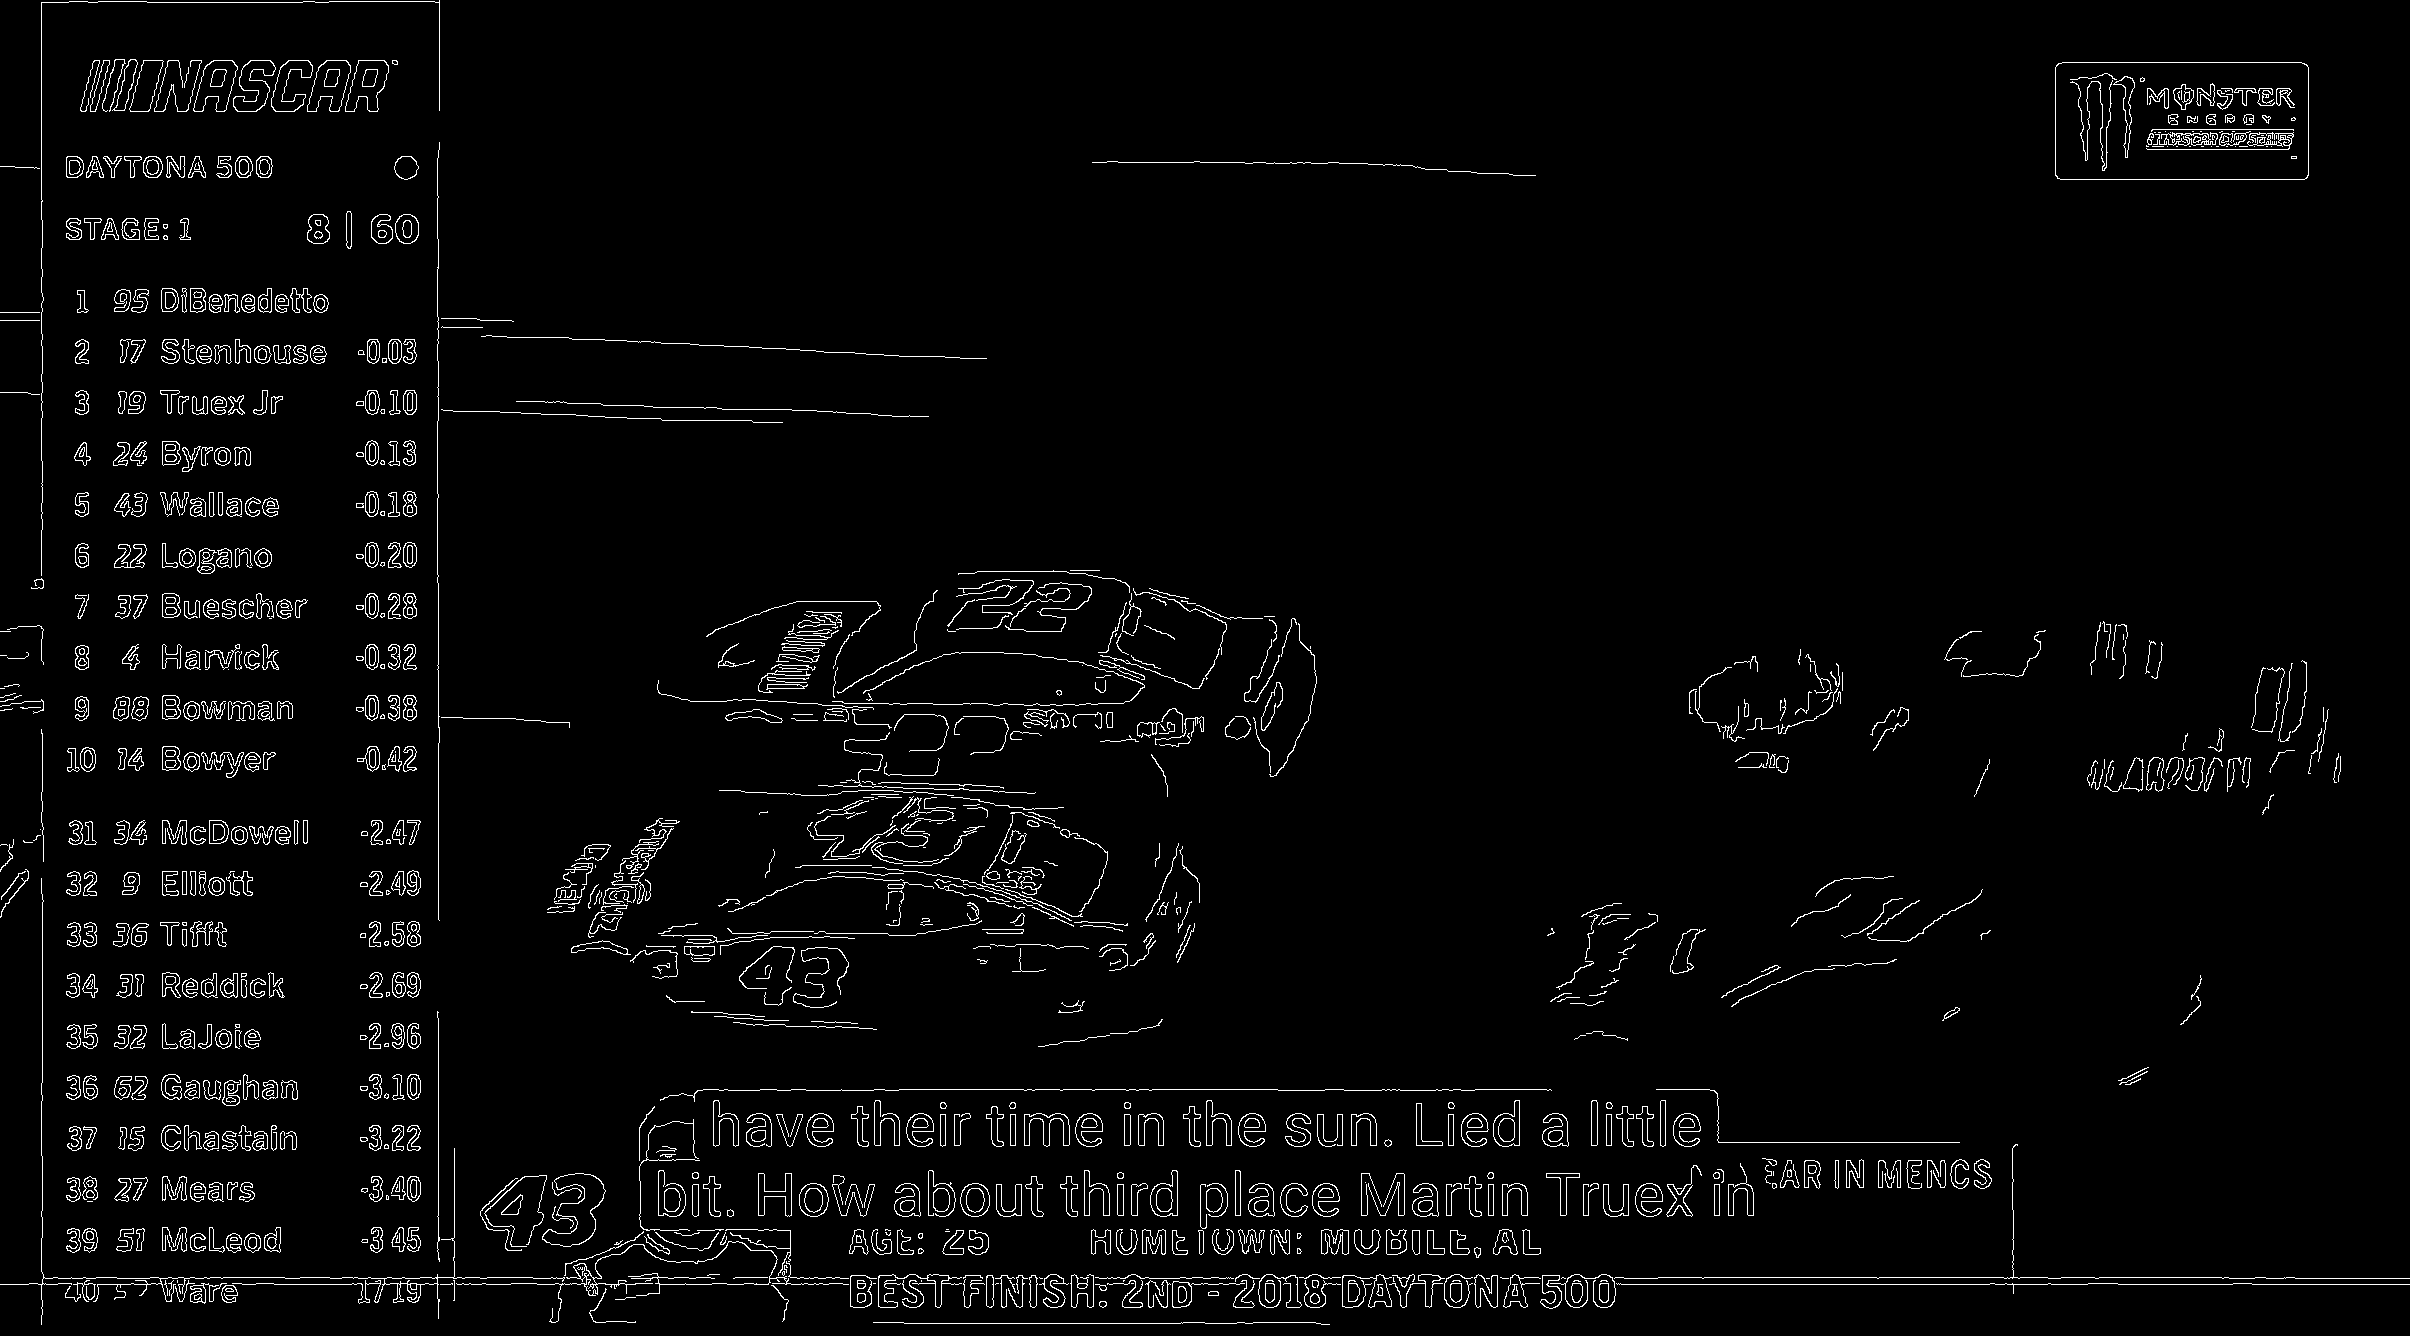 NASCAR
DAYTONA 500
STAGE: 1 8 | 60
1 95 DiBenedetto
2 17 Stenhouse -0.03
3 19 Truex Jr -0.10
4 24 Byron -0.13
5 43 Wallace -0.18
6 22 Logano -0.20
7 37 Buescher -0.28
8 4 Harvick -0.32
9 88 Bowman -0.38
10 14 Bowyer -0.42
31 34 McDowell -2.47
32 9 Elliott -2.49
33 36 Tifft -2.58
34 31 Reddick -2.69
35 32 LaJoie -2.96
36 62 Gaughan -3.10
37 15 Chastain -3.22
38 27 Mears -3.40
39 51 McLeod -3.45
40 Ware
MONSTER
ENERGY
NASCAR CUP SERIES
22
43
43
have their time in the sun. Lied a little
bit. How about third place Martin Truex in
43
IN MENCS
AGE: 25 HOMETOWN: MOBILE, AL
BEST FINISH: 2ND - 2018 DAYTONA 500